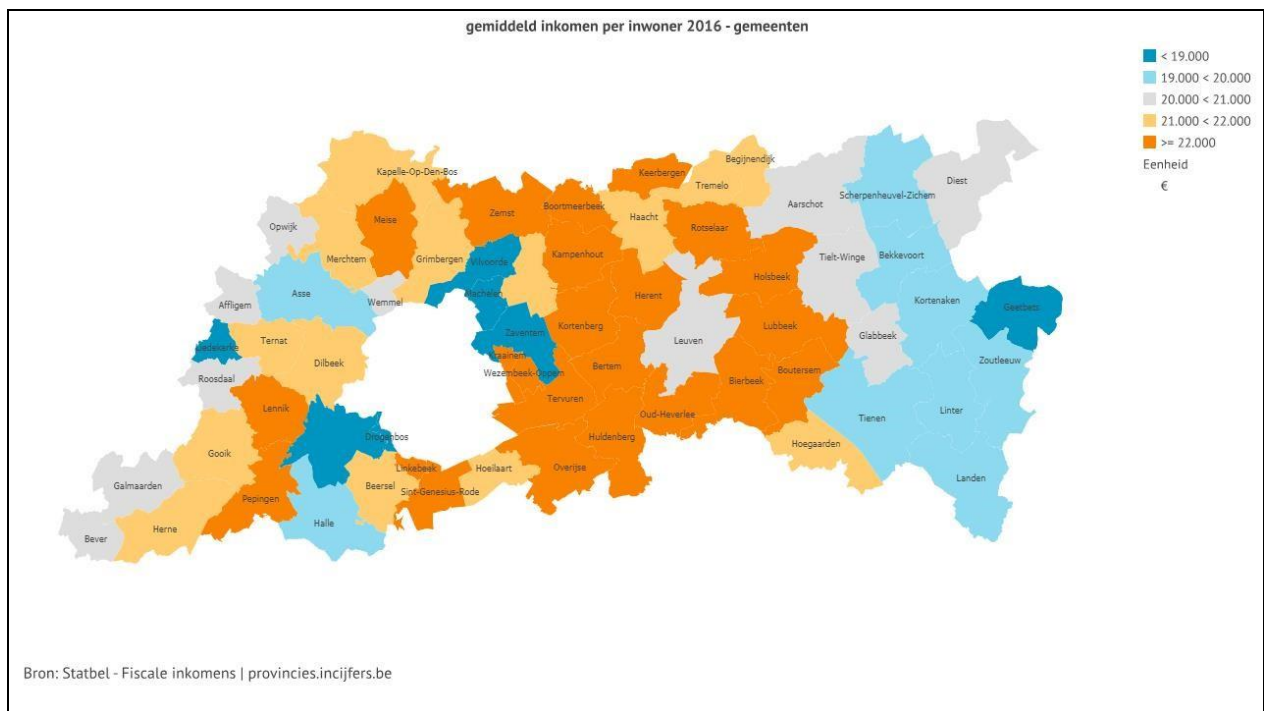 gemiddeld inkomen per inwoner 2016 - gemeenten
< 19.000
19.000 < 20.000
20.000 < 21.000
21.000 < 22.000
>= 22.000
Eenheid
€
Begijnendijk
Kapelle-Op-Den-Bos
Keerbergen
Tremelo
Diest
Scherpenheuvel-Zichem
Aarschot
Boortmeerbeek
Zemst
Meise
Haacht
Opwijk
Rotselaar
Kampenhout
Bekkevoort
Tielt-Winge
Merchtem
Grimbergen
Vilvoorde
Holsbeek
Asse
Machelen
Herent
Wemmel
Kortenaken
Affligem
Geetbets
Kortenberg
Lubbeek
Zaventem
Glabbeek
Ternat
Leuven
Liedekerke
Kraainem
Zoutleeuw
Dilbeek
Bertem
Boutersem
Wezembeek-Oppem
Roosdaal
Bierbeek
Tervuren
Lennik
Linter
Oud-Heverlee
Tienen
Drogenbos
Huldenberg
Hoegaarden
Gooik
Linkebeek
Hoeilaart
Overijse
Landen
Galmaarden
Beersel
Sint-Genesius-Rode
Pepingen
Halle
Herne
Bever
Bron: Statbel - Fiscale inkomens | provincies.incijfers.be